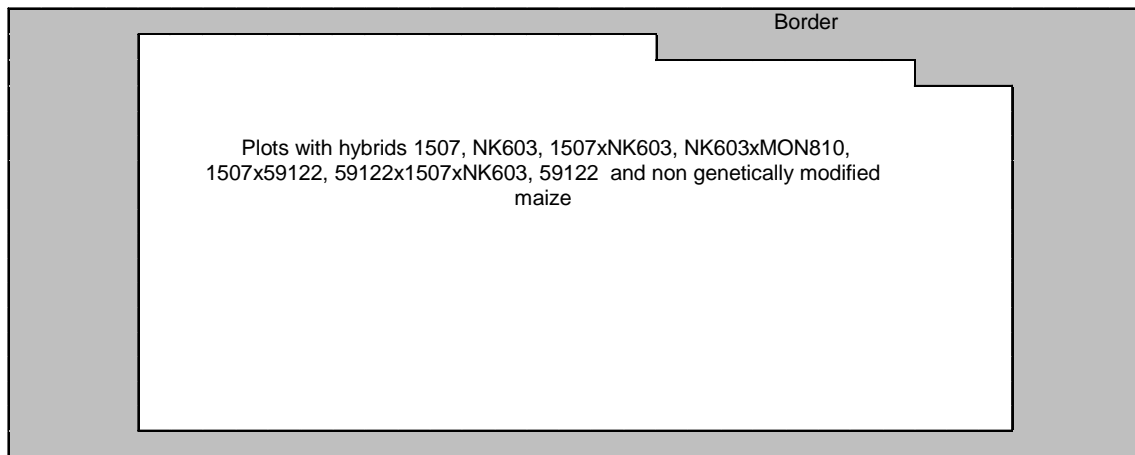 Border
Plots with hybrids 1507, NK603, 1507xNK603, NK603xMON810,
1507x59122, 59122x1507xNK603, 59122  and non genetically modified
maize